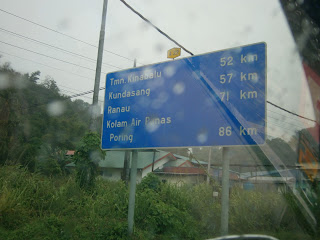 Tmn. Kinabalu 52 km
Kundasang 57 km
Ranau 71 km
Kolam Air Panas
Poring 86 km